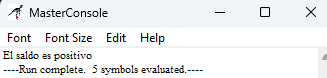 MasterConsole
Font Font Size Edit Help
El saldo es positivo
----Run complete. 5 symbols evaluated.----